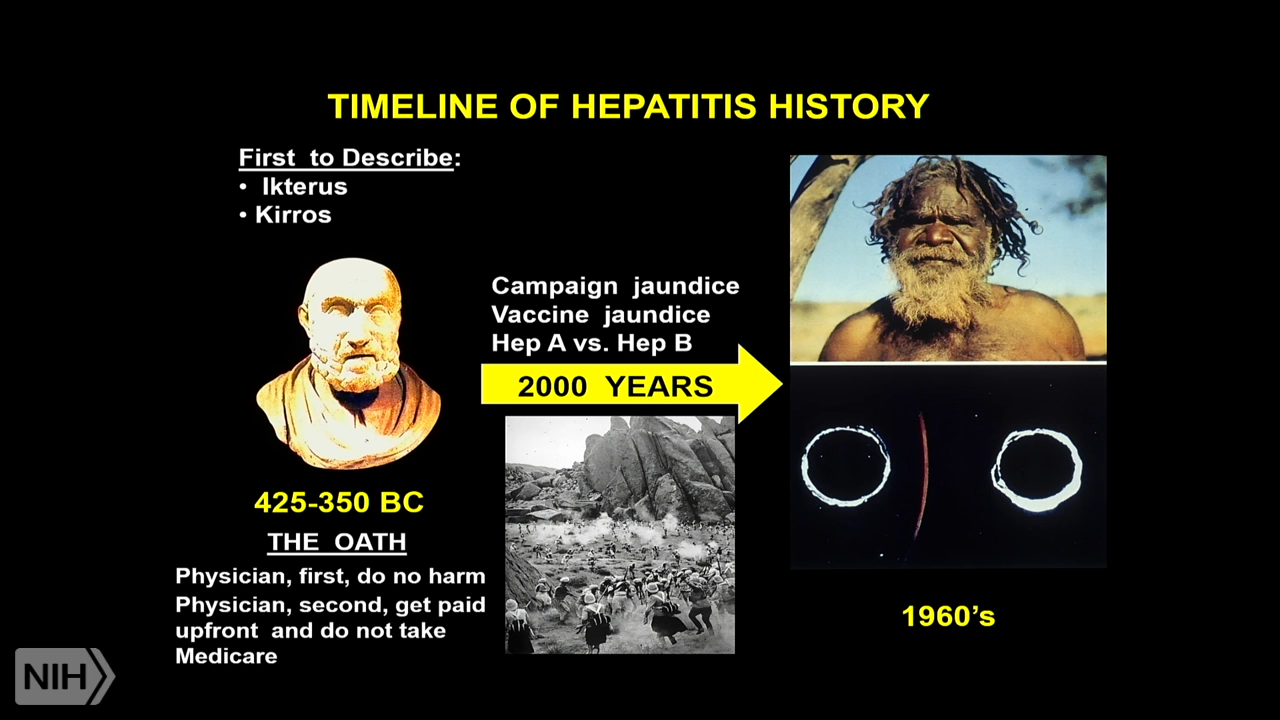 TIMELINE OF HEPATITIS HISTORY
First to Describe:
• Ikterus
• Kirros
Campaign jaundice
Vaccine jaundice
Hep A vs. Hep B
2000 YEARS
425-350 BC
THE OATH
Physician, first, do no harm
Physician, second, get paid
upfront and do not take
Medicare
1960's
NIH